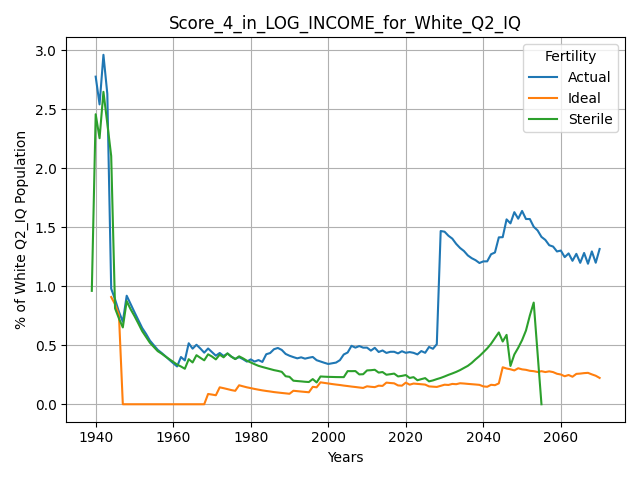 Score_4_in_LOG_INCOME_for_White_Q2_IQ
Fertility
Actual
Ideal
Sterile
% of White Q2_IQ Population
3.0
2.5
2.0
1.5
1.0
0.5
0.0
1940 1960 1980 2000 2020 2040 2060
Years